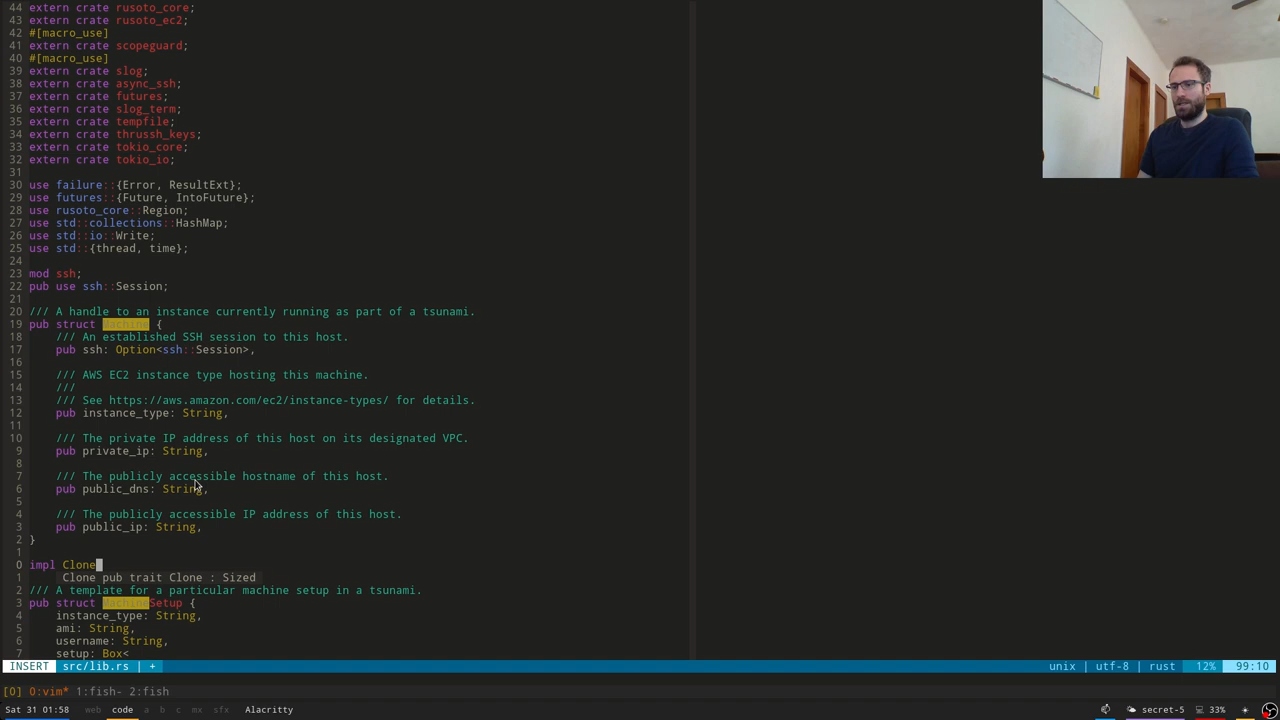 44 extern crate rusoto_core;
43 extern crate rusoto_ec2;
42 #[macro_use]
41 extern crate scopeguard;
40 #[macro_use]
39 extern crate slog;
38 extern crate async_ssh;
37 extern crate futures;
36 extern crate slog_term;
35 extern crate tempfile;
34 extern crate thrussh_keys;
33 extern crate tokio_core;
32 extern crate tokio_io;
31
30 use failure::{Error, ResultExt};
29 use futures::{Future, IntoFuture};
28 use rusoto_core::Region;
27 use std::collections::HashMap;
26 use std::io::Write;
25 use std::{thread, time};
24
23 mod ssh;
22 pub use ssh::Session;
21
20 /// A handle to an instance currently running as part of a tsunami.
19 pub struct Machine {
18 /// An established SSH session to this host.
17 pub ssh: Option<ssh::Session>,
16
15 /// AWS EC2 instance type hosting this machine.
14 ///
13 /// See https://aws.amazon.com/ec2/instance-types/ for details.
12 pub instance_type: String,
11
10 /// The private IP address of this host on its designated VPC.
9 pub private_ip: String,
8
7 /// The publicly accessible hostname of this host.
6 pub public_dns: String,
5
4 /// The publicly accessible IP address of this host.
3 pub public_ip: String,
2 }
1
0 impl Clone
1 Clone pub trait Clone : Sized
2 /// A template for a particular machine setup in a tsunami.
3 pub struct MachineSetup {
4 instance_type: String,
5 ami: String,
6 username: String,
7 setup: Box<
INSERT src/lib.rs | + unix | utf-8 | rust 12% 99:10
[0] 0:vim* 1:fish- 2:fish
Sat 31 01:58 web code a b c mx sfx Alacritty secret-5 33%